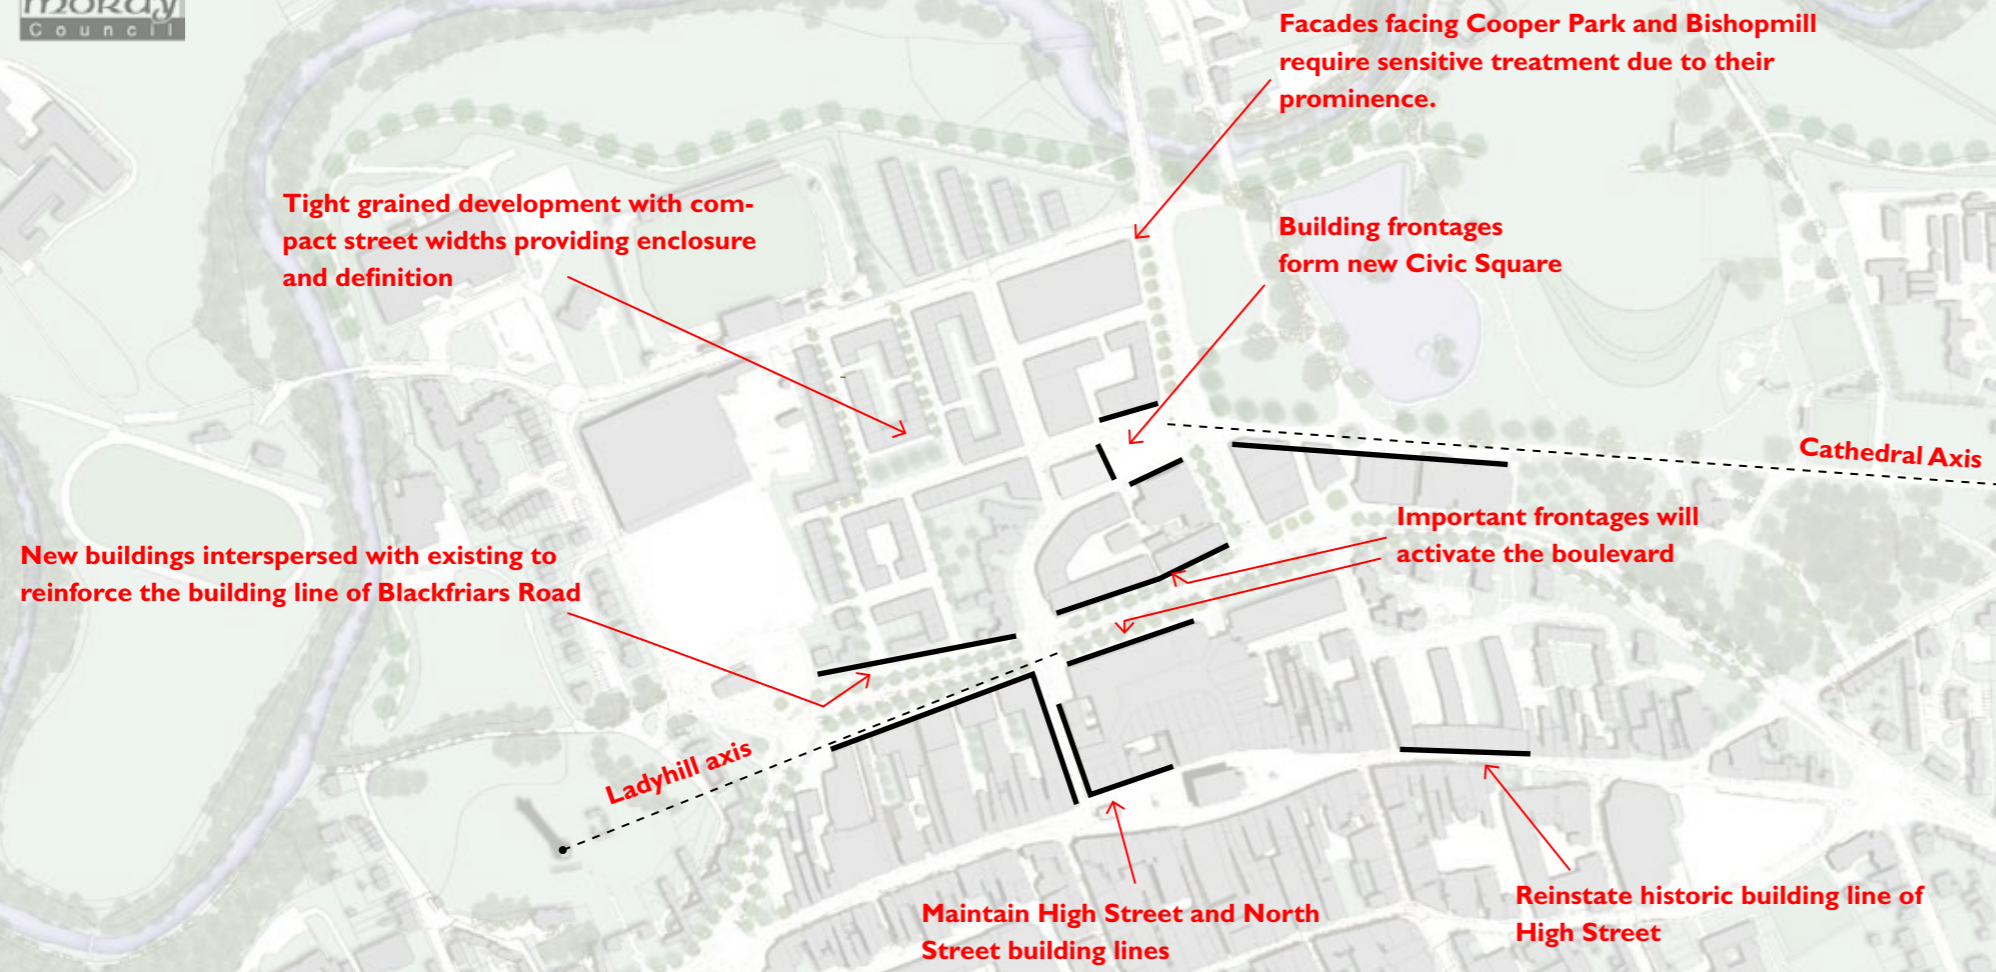 moray
Council
Facades facing Cooper Park and Bishopmill
require sensitive treatment due to their
prominence.
Tight grained development with com-
pact street widths providing enclosure
and definition
Building frontages
form new Civic Square
Cathedral Axis
Important frontages will
activate the boulevard
New buildings interspersed with existing to
reinforce the building line of Blackfriars Road
Ladyhill axis
Maintain High Street and North
Street building lines
Reinstate historic building line of
High Street